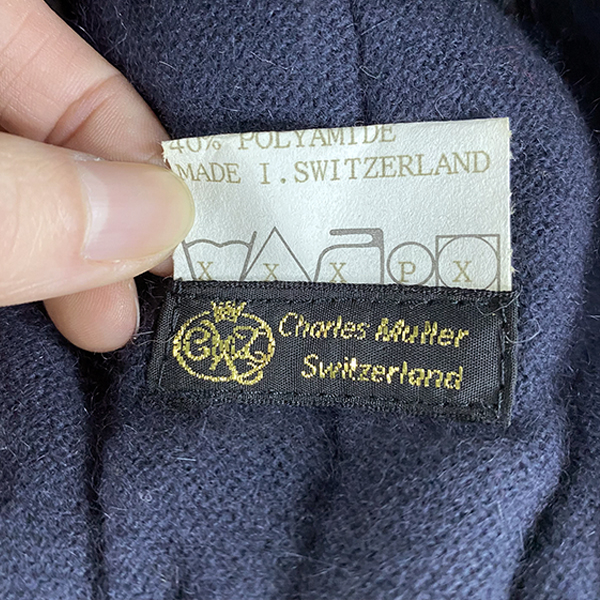 40% POLYAMIDE
MADE I.SWITZERLAND
X X X P X
Charles Muller
Switzerland